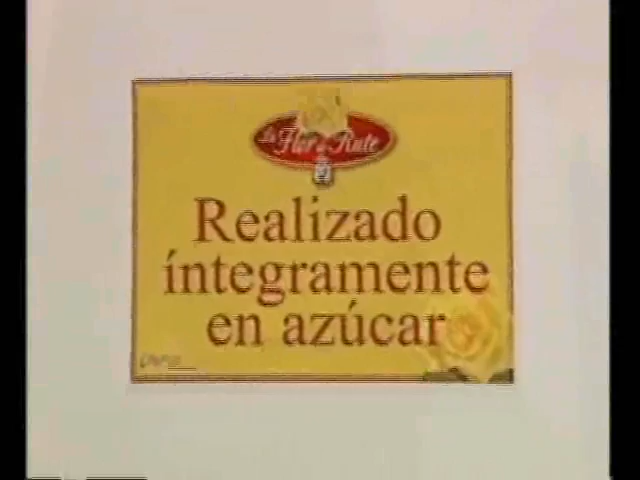 La Flor de Rute
Realizado
íntegramente
en azúcar